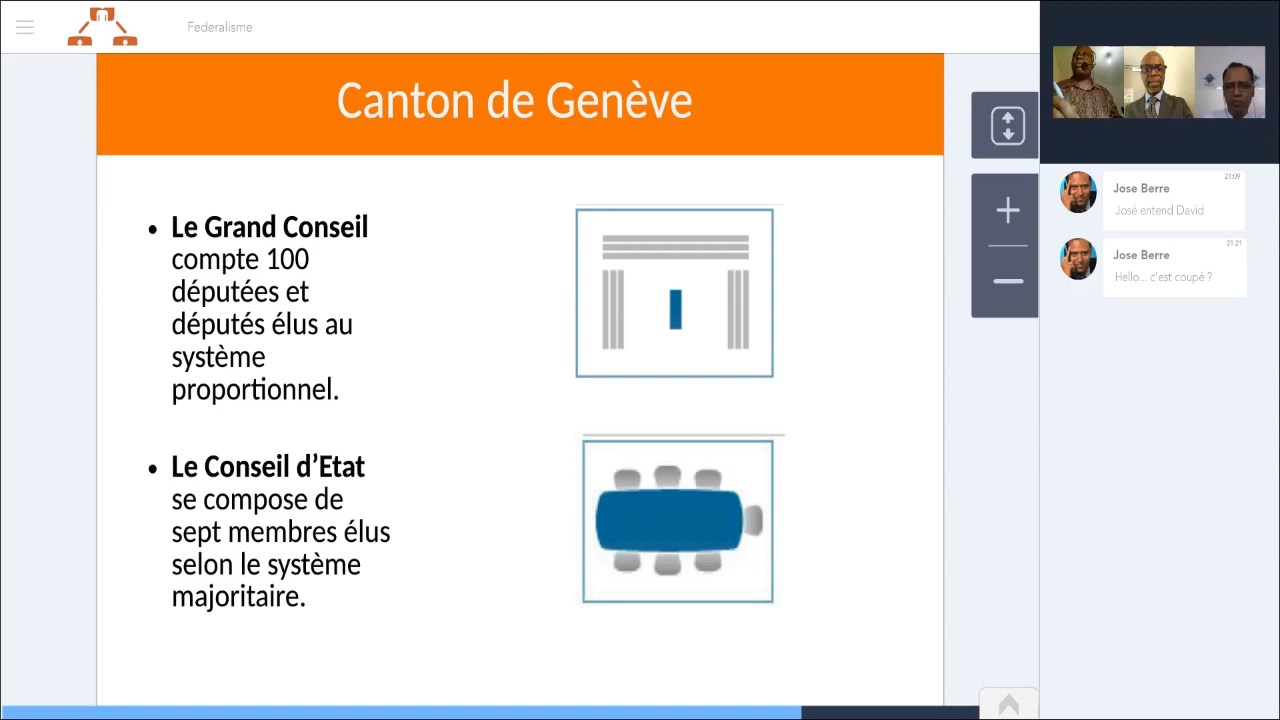 Federalisme
Canton de Genève
• Le Grand Conseil
compte 100
députées et
députés élus au
système
proportionnel.
• Le Conseil d’Etat
se compose de
sept membres élus
selon le système
majoritaire.
21:09
Jose Berre
José entend David
21:21
Jose Berre
Hello... c'est coupé ?